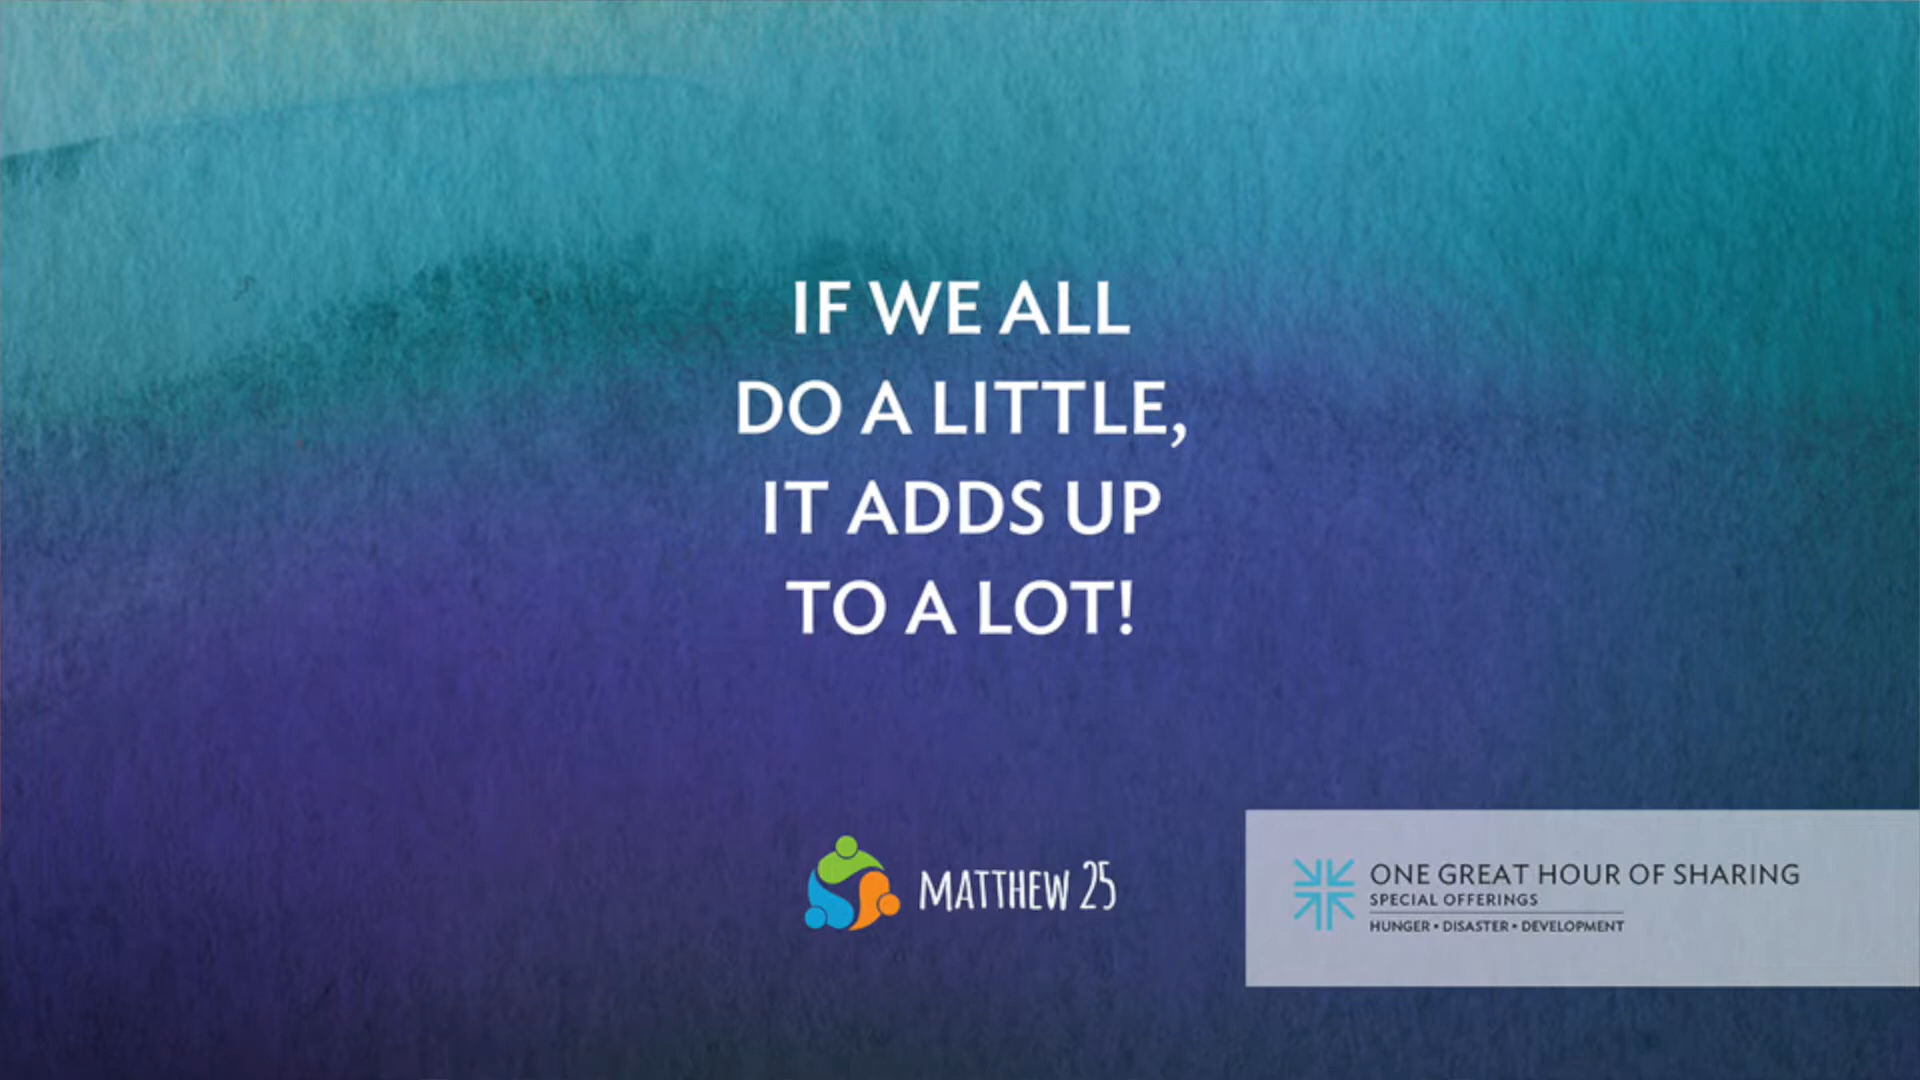 IF WE ALL
DO A LITTLE,
IT ADDS UP
TO A LOT!
MATTHEW 25
ONE GREAT HOUR OF SHARING
SPECIAL OFFERINGS
HUNGER • DISASTER • DEVELOPMENT